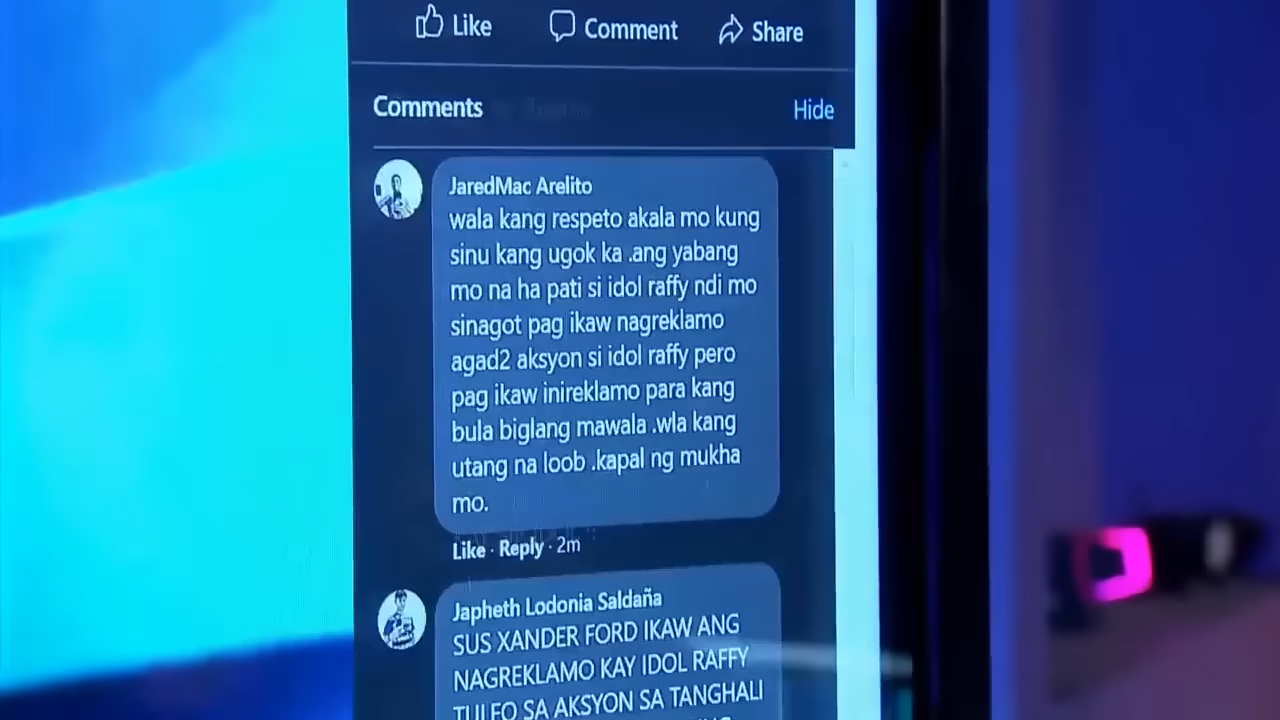 Like Comment Share
Comments Hide
JaredMac Arelito
wala kang respeto akala mo kung
sinu kang ugok ka .ang yabang
mo na ha pati si idol raffy ndi mo
sinagot pag ikaw nagreklamo
agad2 aksyon si idol raffy pero
pag ikaw inireklamo para kang
bula biglang mawala .wla kang
utang na loob .kapal ng mukha
mo.
Like · Reply · 2m
Japheth Lodonia Saldaña
SUS XANDER FORD IKAW ANG
NAGREKLAMO KAY IDOL RAFFY
TULFO SA AKSYON SA TANGHALI